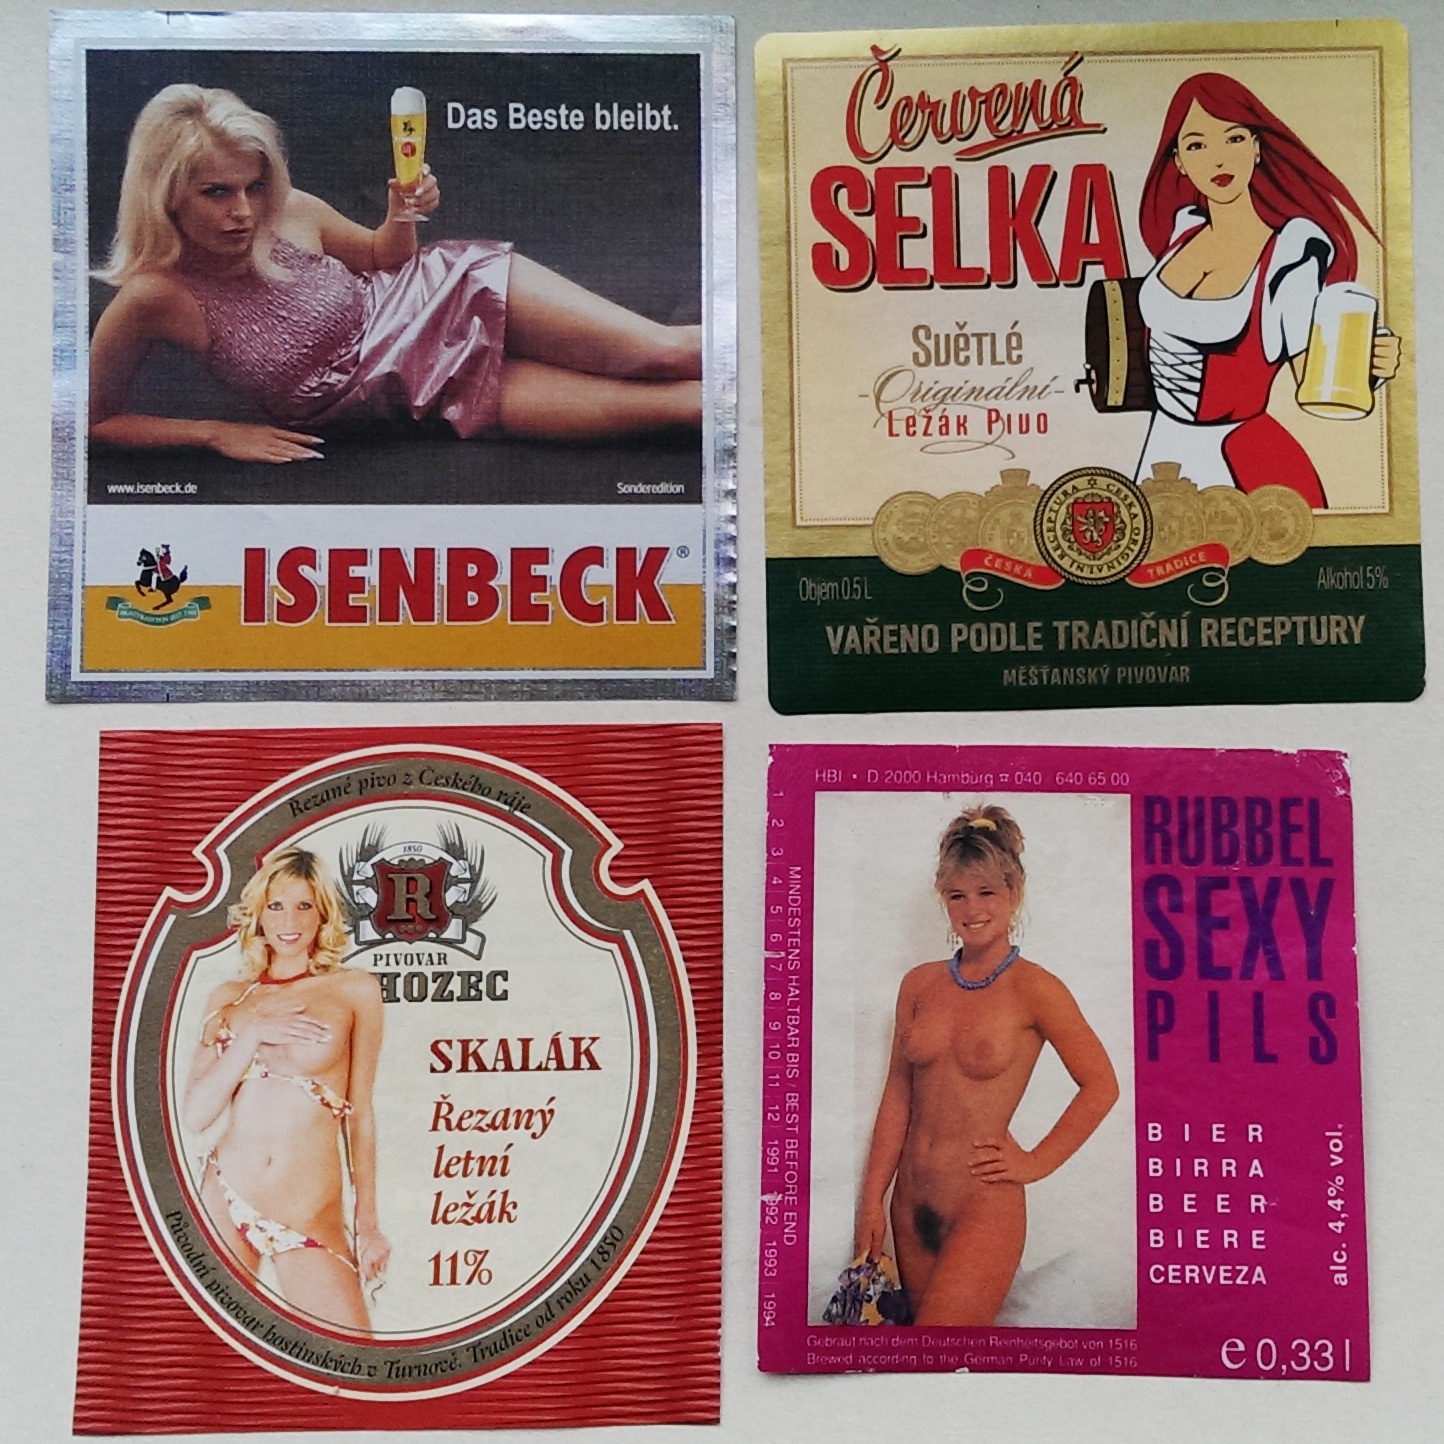 Das Beste bleibt.
www.isenbeck.de
Sonderedition
ISENBECK®
Červená
SELKA
Světlé
-Originální-
Ležák Pivo
ORIGINÁLNÍ RECEPTURA ČESKÁ
ČESKÁ
TRADICE
Objem 0.5 L
Alkohol 5%
VAŘENO PODLE TRADIČNÍ RECEPTURY
MĚŠŤANSKÝ PIVOVAR
Řezané pivo z Českého ráje
1850
R
PIVOVAR
HOZEC
SKALÁK
Řezaný
letní
ležák
11%
Původní pivovar hostinských v Turnově. Tradice od roku 1850
HBI • D 2000 Hamburg ☎ 040 / 640 65 00
1 2 3 4 5 6 7 8 9 10 11 12 1991 1992 1993 1994
MINDESTENS HALTBAR BIS / BEST BEFORE END
RUBBEL
SEXY
PILS
BIER
BIRRA
BEER
BIERE
CERVEZA
alc. 4,4% vol.
Gebraut nach dem Deutschen Reinheitsgebot von 1516
Brewed according to the German Purity Law of 1516
e 0,33 l